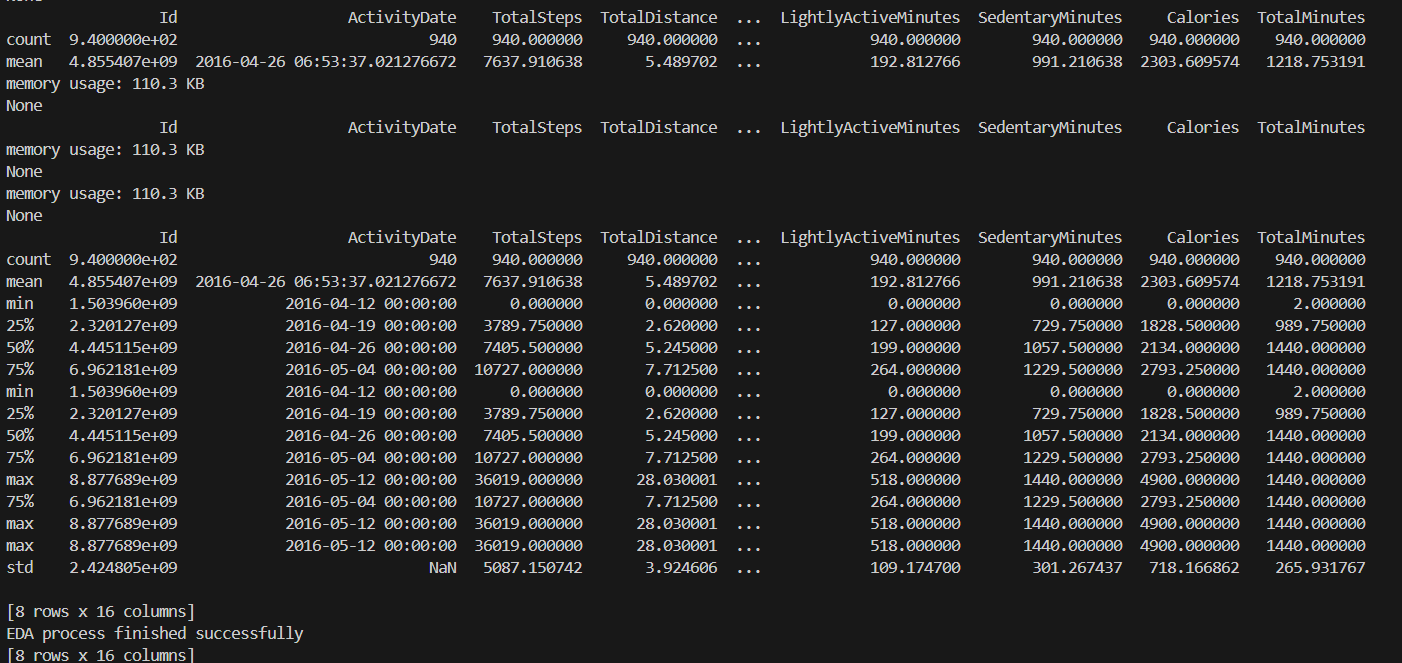 None
Id ActivityDate TotalSteps TotalDistance ... LightlyActiveMinutes SedentaryMinutes Calories TotalMinutes
count 9.400000e+02 940 940.000000 940.000000 ... 940.000000 940.000000 940.000000 940.000000
mean 4.855407e+09 2016-04-26 06:53:37.021276672 7637.910638 5.489702 ... 192.812766 991.210638 2303.609574 1218.753191
memory usage: 110.3 KB
None
Id ActivityDate TotalSteps TotalDistance ... LightlyActiveMinutes SedentaryMinutes Calories TotalMinutes
memory usage: 110.3 KB
None
memory usage: 110.3 KB
None
Id ActivityDate TotalSteps TotalDistance ... LightlyActiveMinutes SedentaryMinutes Calories TotalMinutes
count 9.400000e+02 940 940.000000 940.000000 ... 940.000000 940.000000 940.000000 940.000000
mean 4.855407e+09 2016-04-26 06:53:37.021276672 7637.910638 5.489702 ... 192.812766 991.210638 2303.609574 1218.753191
min 1.503960e+09 2016-04-12 00:00:00 0.000000 0.000000 ... 0.000000 0.000000 0.000000 2.000000
25% 2.320127e+09 2016-04-19 00:00:00 3789.750000 2.620000 ... 127.000000 729.750000 1828.500000 989.750000
50% 4.445115e+09 2016-04-26 00:00:00 7405.500000 5.245000 ... 199.000000 1057.500000 2134.000000 1440.000000
75% 6.962181e+09 2016-05-04 00:00:00 10727.000000 7.712500 ... 264.000000 1229.500000 2793.250000 1440.000000
min 1.503960e+09 2016-04-12 00:00:00 0.000000 0.000000 ... 0.000000 0.000000 0.000000 2.000000
25% 2.320127e+09 2016-04-19 00:00:00 3789.750000 2.620000 ... 127.000000 729.750000 1828.500000 989.750000
50% 4.445115e+09 2016-04-26 00:00:00 7405.500000 5.245000 ... 199.000000 1057.500000 2134.000000 1440.000000
75% 6.962181e+09 2016-05-04 00:00:00 10727.000000 7.712500 ... 264.000000 1229.500000 2793.250000 1440.000000
max 8.877689e+09 2016-05-12 00:00:00 36019.000000 28.030001 ... 518.000000 1440.000000 4900.000000 1440.000000
75% 6.962181e+09 2016-05-04 00:00:00 10727.000000 7.712500 ... 264.000000 1229.500000 2793.250000 1440.000000
max 8.877689e+09 2016-05-12 00:00:00 36019.000000 28.030001 ... 518.000000 1440.000000 4900.000000 1440.000000
max 8.877689e+09 2016-05-12 00:00:00 36019.000000 28.030001 ... 518.000000 1440.000000 4900.000000 1440.000000
std 2.424805e+09 NaN 5087.150742 3.924606 ... 109.174700 301.267437 718.166862 265.931767
[8 rows x 16 columns]
EDA process finished successfully
[8 rows x 16 columns]